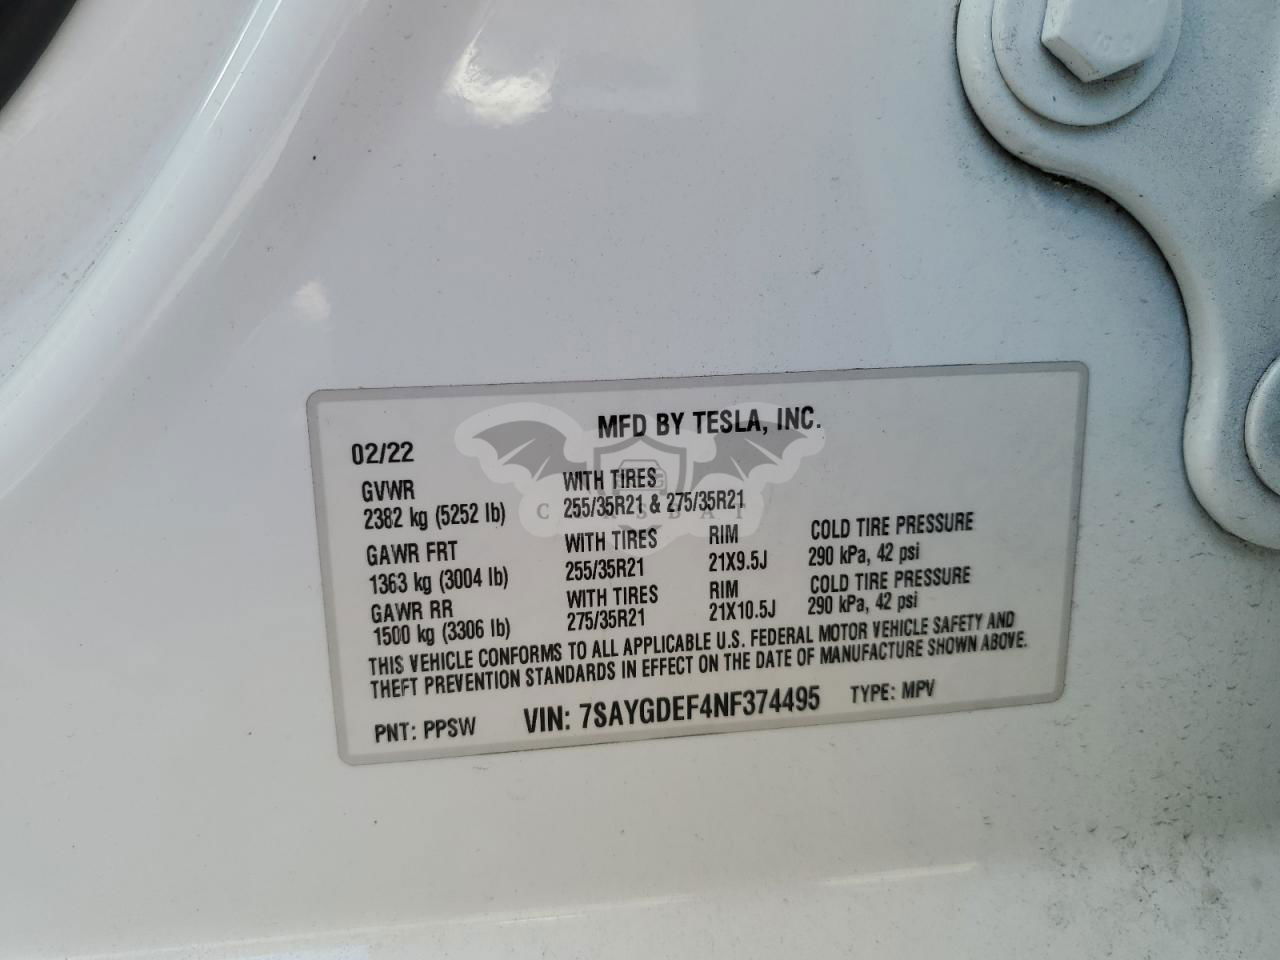 MFD BY TESLA, INC.
02/22
GVWR WITH TIRES
2382 kg (5252 lb) 255/35R21 & 275/35R21
GAWR FRT WITH TIRES RIM COLD TIRE PRESSURE
1363 kg (3004 lb) 255/35R21 21X9.5J 290 kPa, 42 psi
GAWR RR WITH TIRES RIM COLD TIRE PRESSURE
1500 kg (3306 lb) 275/35R21 21X10.5J 290 kPa, 42 psi
THIS VEHICLE CONFORMS TO ALL APPLICABLE U.S. FEDERAL MOTOR VEHICLE SAFETY AND
THEFT PREVENTION STANDARDS IN EFFECT ON THE DATE OF MANUFACTURE SHOWN ABOVE.
PNT: PPSW VIN: 7SAYGDEF4NF374495 TYPE: MPV